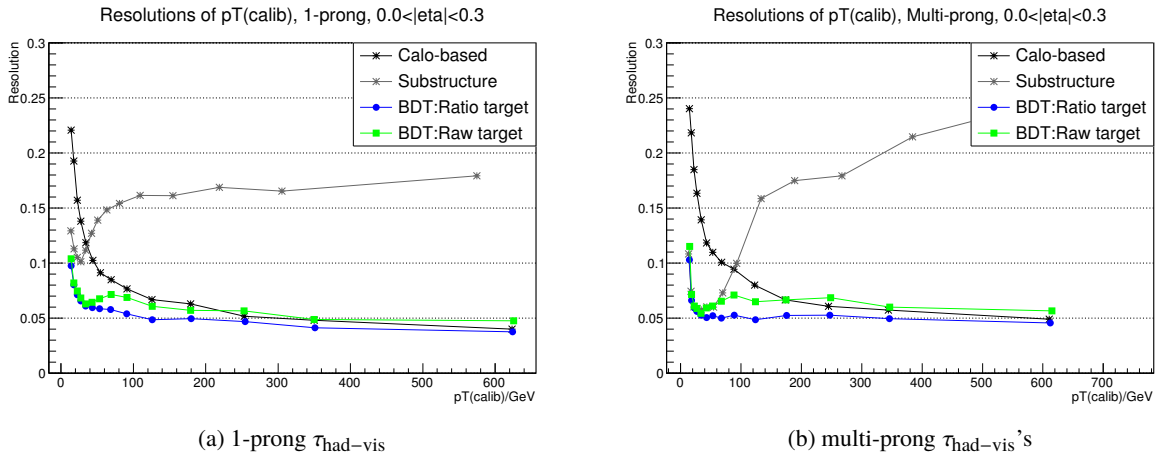 Resolutions of pT(calib), 1-prong, 0.0<|eta|<0.3
Resolution
0.3
0.25
0.2
0.15
0.1
0.05
0
Calo-based
Substructure
BDT:Ratio target
BDT:Raw target
0 100 200 300 400 500 600
pT(calib)/GeV
(a) 1-prong τhad−vis
Resolutions of pT(calib), Multi-prong, 0.0<|eta|<0.3
Resolution
0.3
0.25
0.2
0.15
0.1
0.05
0
Calo-based
Substructure
BDT:Ratio target
BDT:Raw target
0 100 200 300 400 500 600 700
pT(calib)/GeV
(b) multi-prong τhad−vis's